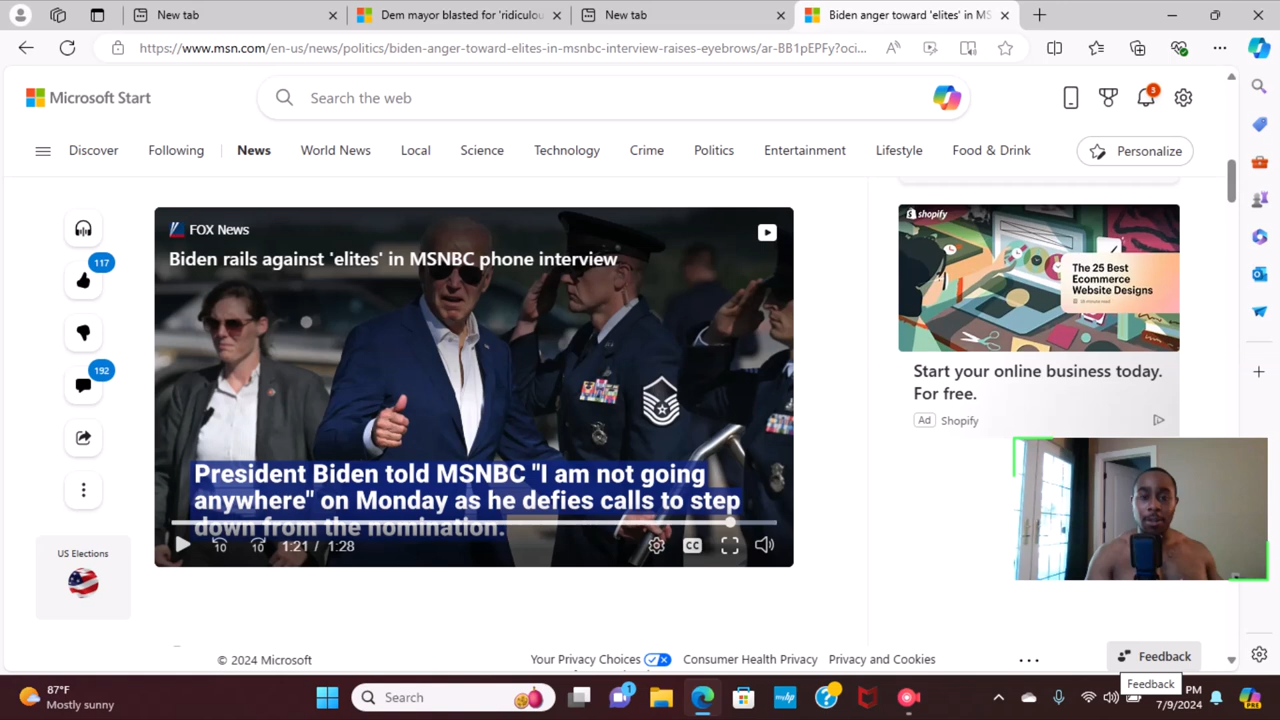 New tab
Dem mayor blasted for 'ridiculou
New tab
Biden anger toward 'elites' in MS
https://www.msn.com/en-us/news/politics/biden-anger-toward-elites-in-msnbc-interview-raises-eyebrows/ar-BB1pEPFy?oci...
Microsoft Start
Search the web
3
Discover
Following
News
World News
Local
Science
Technology
Crime
Politics
Entertainment
Lifestyle
Food & Drink
Personalize
117
192
US Elections
FOX News
Biden rails against 'elites' in MSNBC phone interview
President Biden told MSNBC "I am not going
anywhere" on Monday as he defies calls to step
down from the nomination.
10
10
1:21 / 1:28
CC
shopify
The 25 Best
Ecommerce
Website Designs
Start your online business today.
For free.
Ad Shopify
© 2024 Microsoft
Your Privacy Choices
Consumer Health Privacy
Privacy and Cookies
Feedback
Feedback
87°F
Mostly sunny
Search
PM
7/9/2024
PRE